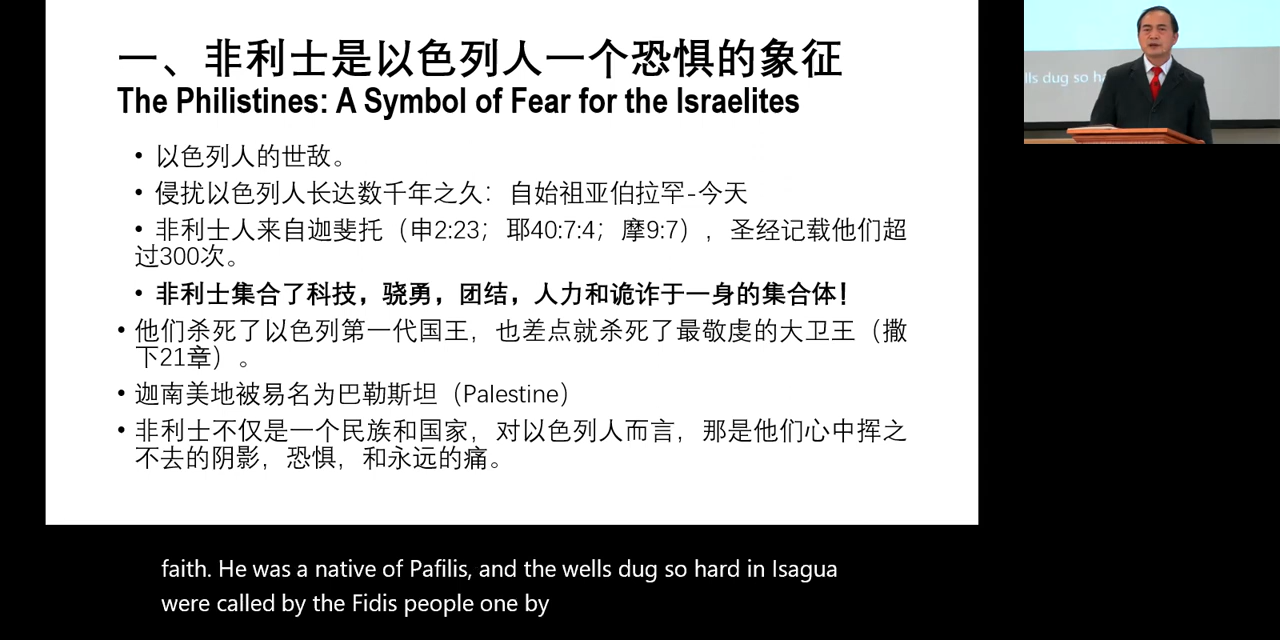 一、非利士是以色列人一个恐惧的象征
The Philistines: A Symbol of Fear for the Israelites
• 以色列人的世敌。
• 侵扰以色列人长达数千年之久：自始祖亚伯拉罕-今天
• 非利士人来自迦斐托（申2:23；耶40:7:4；摩9:7），圣经记载他们超
过300次。
• 非利士集合了科技，骁勇，团结，人力和诡诈于一身的集合体！
• 他们杀死了以色列第一代国王，也差点就杀死了最敬虔的大卫王（撒
下21章）。
• 迦南美地被易名为巴勒斯坦（Palestine）
• 非利士不仅是一个民族和国家，对以色列人而言，那是他们心中挥之
不去的阴影，恐惧，和永远的痛。
lls dug so ha
faith. He was a native of Pafilis, and the wells dug so hard in Isagua
were called by the Fidis people one by